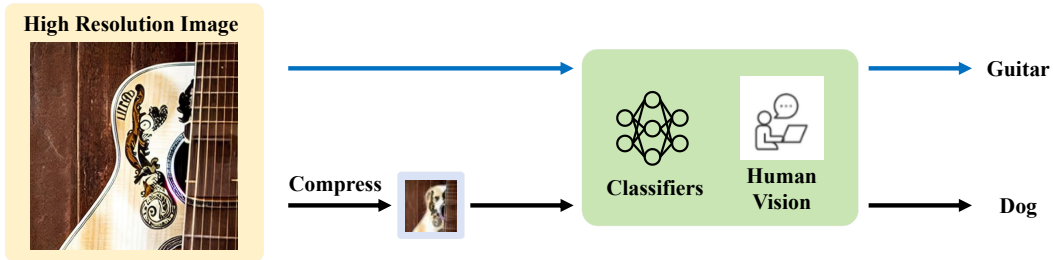 High Resolution Image
Guitar
Compress
Classifiers
Human
Vision
Dog